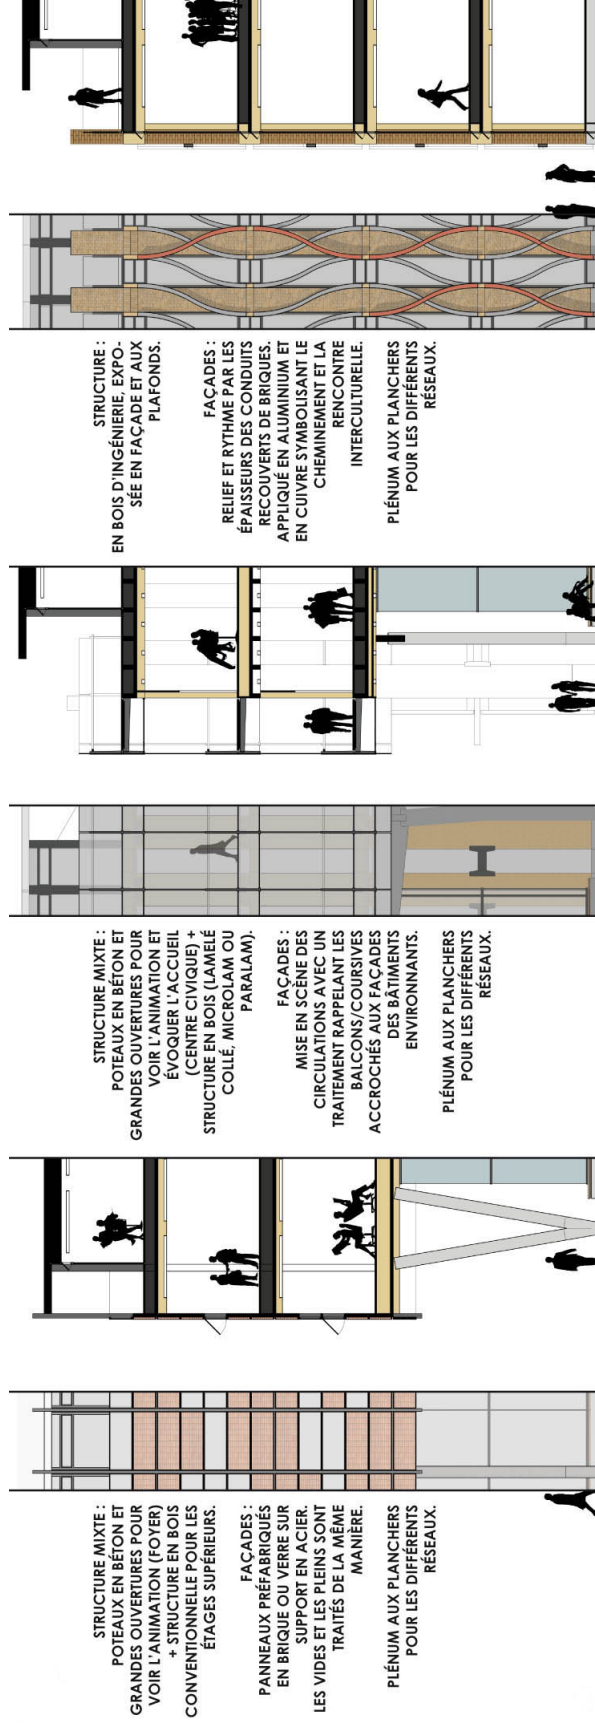 STRUCTURE MIXTE :
POTEAUX EN BÉTON ET
GRANDES OUVERTURES POUR
VOIR L'ANIMATION (FOYER)
+ STRUCTURE EN BOIS
CONVENTIONNELLE POUR LES
ÉTAGES SUPÉRIEURS.
FAÇADES :
PANNEAUX PRÉFABRIQUÉS
EN BRIQUE OU VERRE SUR
SUPPORT EN ACIER.
LES VIDES ET LES PLEINS SONT
TRAITÉS DE LA MÊME
MANIÈRE.
PLÉNUM AUX PLANCHERS
POUR LES DIFFÉRENTS
RÉSEAUX.
STRUCTURE MIXTE :
POTEAUX EN BÉTON ET
GRANDES OUVERTURES POUR
VOIR L'ANIMATION ET
ÉVOQUER L'ACCUEIL
(CENTRE CIVIQUE) +
STRUCTURE EN BOIS (LAMELÉ
COLLÉ, MICROLAM OU
PARALAM).
FAÇADES :
MISE EN SCÈNE DES
CIRCULATIONS AVEC UN
TRAITEMENT RAPPELANT LES
BALCONS/COURSIVES
ACCROCHÉS AUX FAÇADES
DES BÂTIMENTS
ENVIRONNANTS.
PLÉNUM AUX PLANCHERS
POUR LES DIFFÉRENTS
RÉSEAUX.
STRUCTURE :
EN BOIS D'INGÉNIERIE, EXPO-
SÉE EN FAÇADE ET AUX
PLAFONDS.
FAÇADES :
RELIEF ET RYTHME PAR LES
ÉPAISSEURS DES CONDUITS
RECOUVERTS DE BRIQUES.
APPLIQUÉ EN ALUMINIUM ET
EN CUIVRE SYMBOLISANT LE
CHEMINEMENT ET LA
RENCONTRE
INTERCULTURELLE.
PLÉNUM AUX PLANCHERS
POUR LES DIFFÉRENTS
RÉSEAUX.